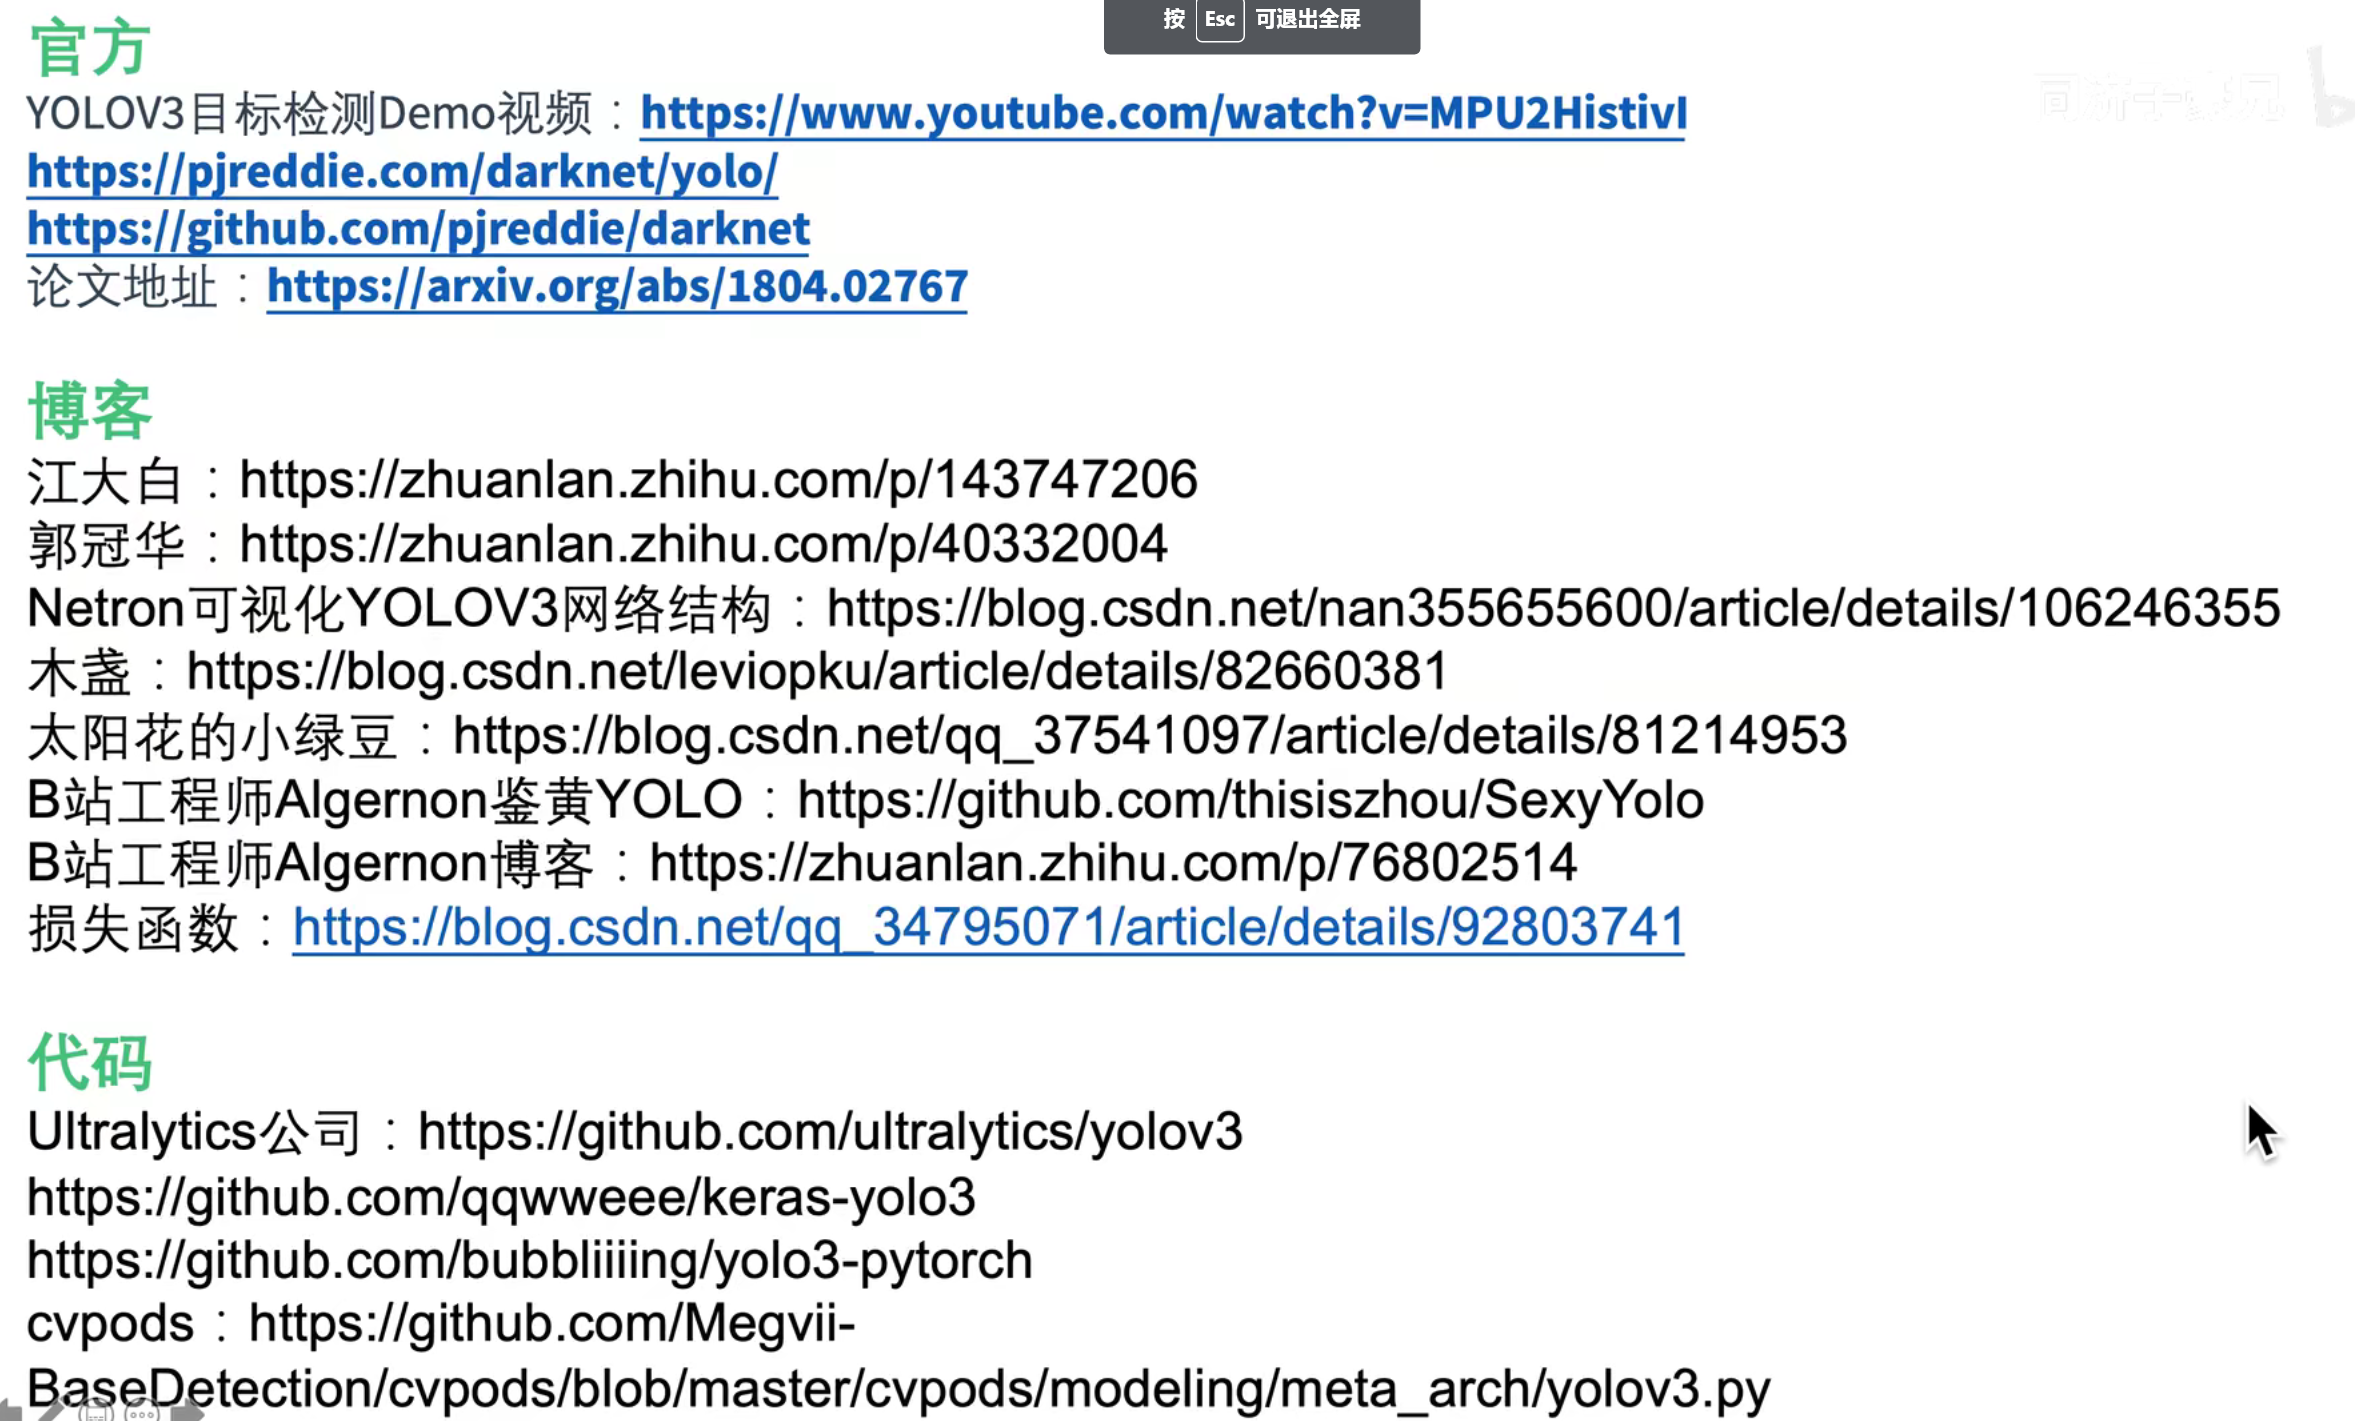 按 Esc 可退出全屏
官方
YOLOV3目标检测Demo视频：https://www.youtube.com/watch?v=MPU2HistivI
https://pjreddie.com/darknet/yolo/
https://github.com/pjreddie/darknet
论文地址：https://arxiv.org/abs/1804.02767
博客
江大白：https://zhuanlan.zhihu.com/p/143747206
郭冠华：https://zhuanlan.zhihu.com/p/40332004
Netron可视化YOLOV3网络结构：https://blog.csdn.net/nan355655600/article/details/106246355
木盏：https://blog.csdn.net/leviopku/article/details/82660381
太阳花的小绿豆：https://blog.csdn.net/qq_37541097/article/details/81214953
B站工程师Algernon鉴黄YOLO：https://github.com/thisiszhou/SexyYolo
B站工程师Algernon博客：https://zhuanlan.zhihu.com/p/76802514
损失函数：https://blog.csdn.net/qq_34795071/article/details/92803741
代码
Ultralytics公司：https://github.com/ultralytics/yolov3
https://github.com/qqwweee/keras-yolo3
https://github.com/bubbliiiing/yolo3-pytorch
cvpods：https://github.com/Megvii-
BaseDetection/cvpods/blob/master/cvpods/modeling/meta_arch/yolov3.py